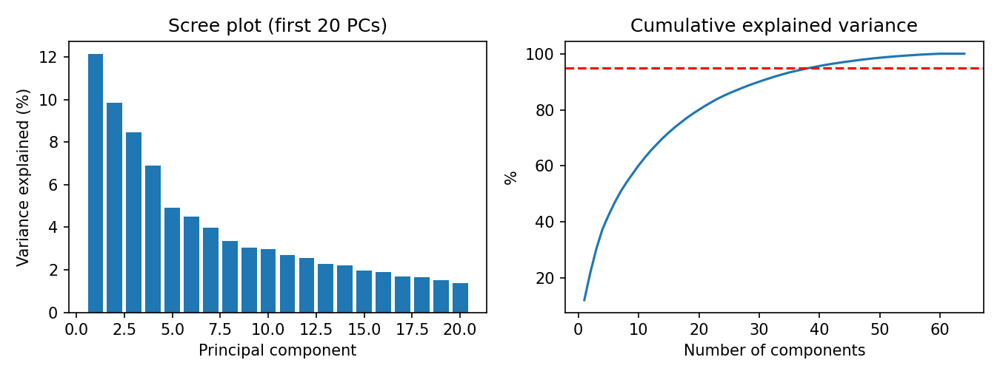 Scree plot (first 20 PCs)
Variance explained (%)
12
10
8
6
4
2
0
0.0 2.5 5.0 7.5 10.0 12.5 15.0 17.5 20.0
Principal component
Cumulative explained variance
%
100
80
60
40
20
0 10 20 30 40 50 60
Number of components